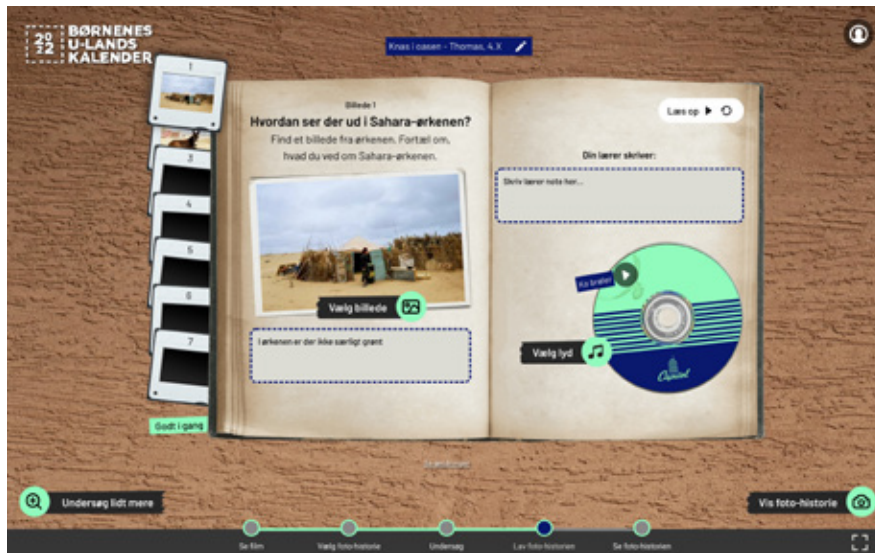 20
22
BØRNENES
U-LANDS
KALENDER
Knas i oasen - Thomas, 4.X
1
3
4
5
6
7
Godt i gang
Billede 1
Hvordan ser der ud i Sahara-ørkenen?
Find et billede fra ørkenen. Fortæl om,
hvad du ved om Sahara-ørkenen.
Vælg billede
I ørkenen er der ikke særligt grønt
Læs op
Din lærer skriver:
Skriv lærer note her...
Ko brøler
Vælg lyd
Capitol
Undersøg lidt mere
Vis foto-historie
Se film
Vælg foto-historie
Undersøg
Lav foto-historien
Se foto-historien